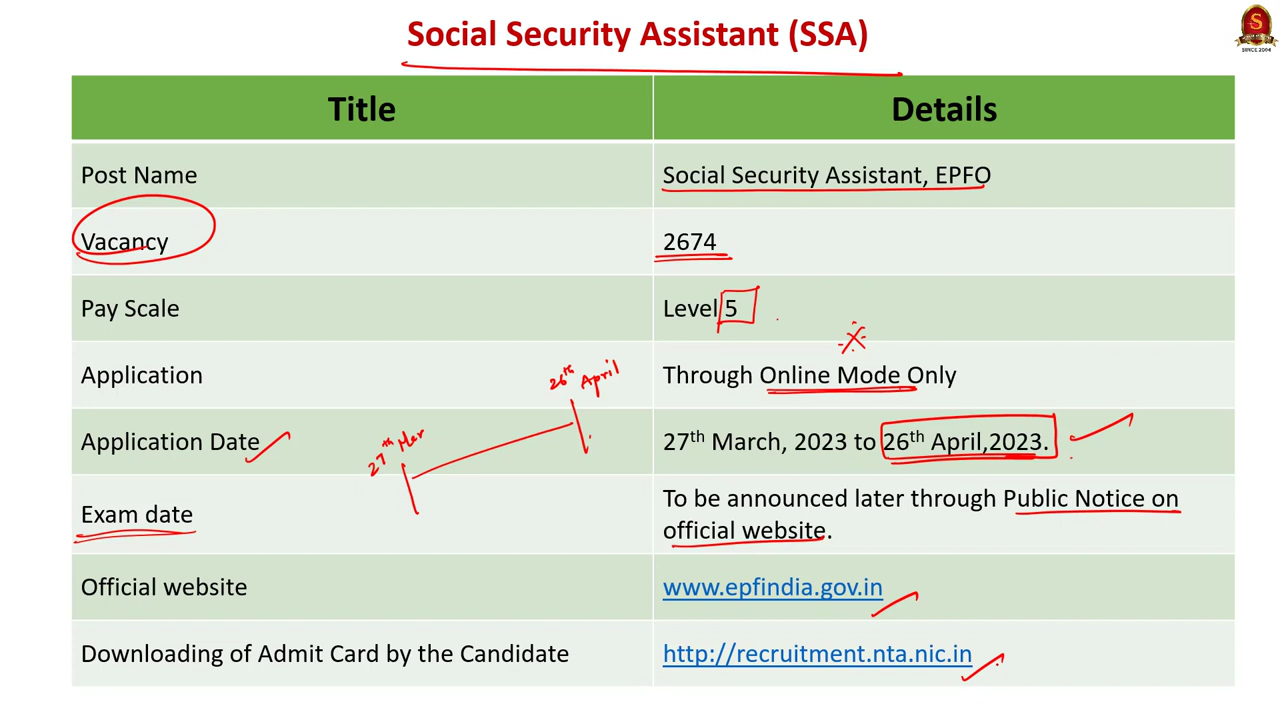 Social Security Assistant (SSA)
S
SINCE 2004
Title
Details
Post Name
Social Security Assistant, EPFO
Vacancy
2674
Pay Scale
Level 5
Application
Through Online Mode Only
26th April
Application Date
27th March, 2023 to 26th April,2023.
27th Mar
Exam date
To be announced later through Public Notice on
official website.
Official website
www.epfindia.gov.in
Downloading of Admit Card by the Candidate
http://recruitment.nta.nic.in